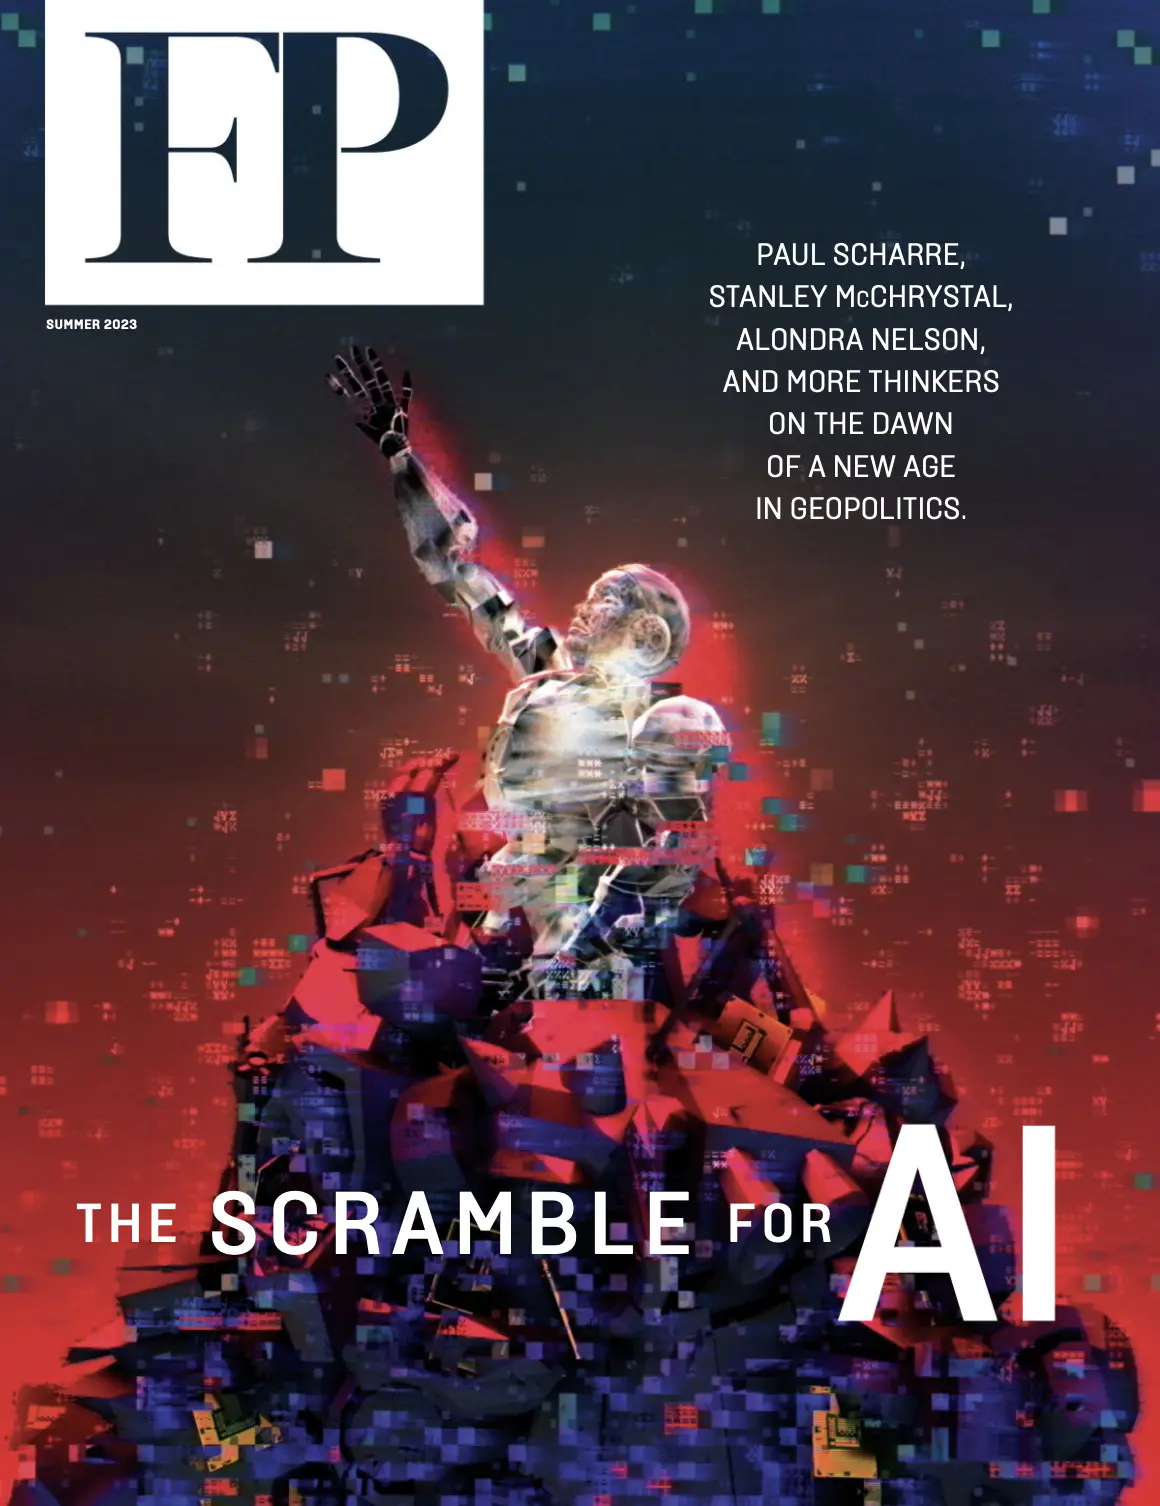 FP
SUMMER 2023
PAUL SCHARRE,
STANLEY McCHRYSTAL,
ALONDRA NELSON,
AND MORE THINKERS
ON THE DAWN
OF A NEW AGE
IN GEOPOLITICS.
THE SCRAMBLE FOR AI